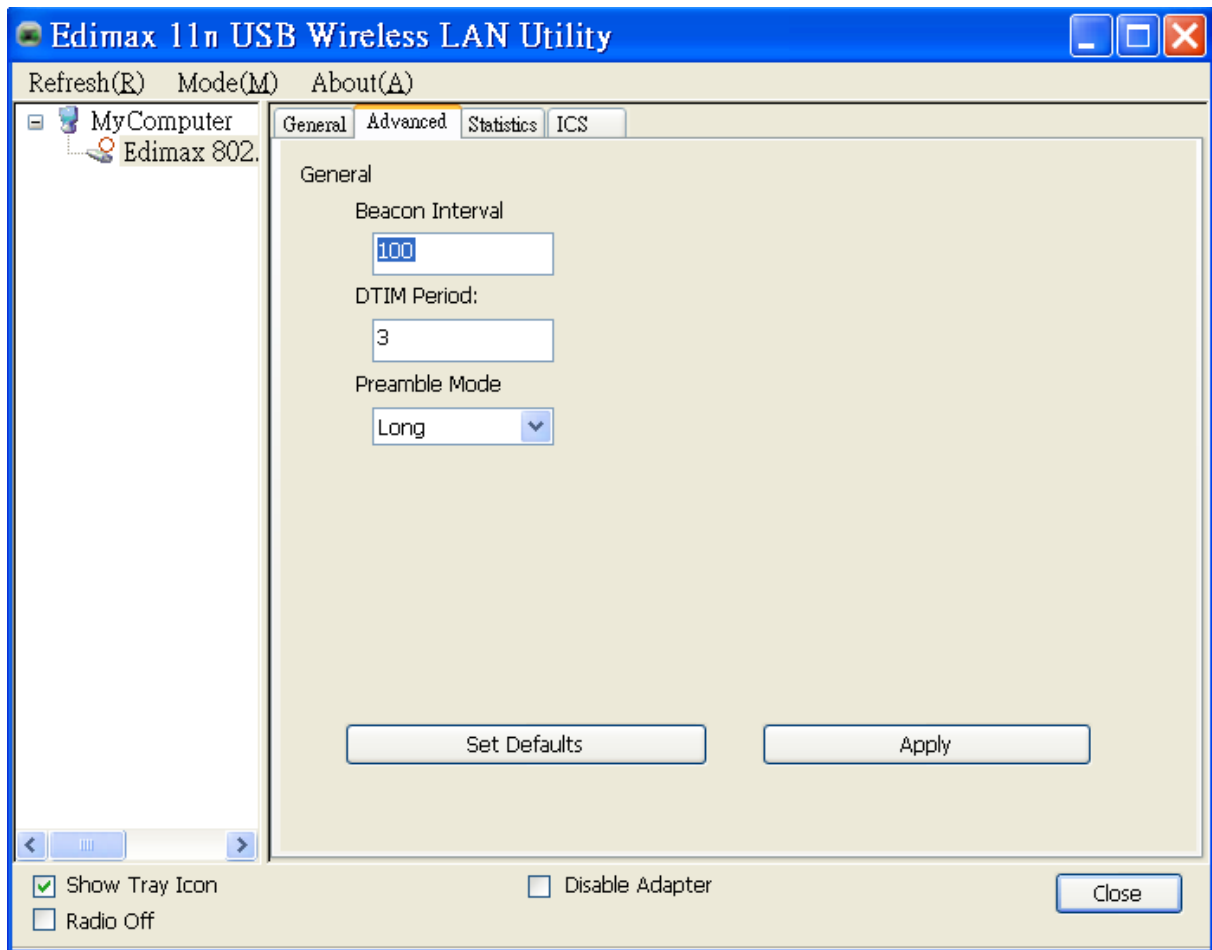 Edimax 11n USB Wireless LAN Utility
Refresh(R) Mode(M) About(A)
MyComputer
Edimax 802.
General Advanced Statistics ICS
General
Beacon Interval
100
DTIM Period:
3
Preamble Mode
Long
Set Defaults Apply
Show Tray Icon Disable Adapter
Radio Off
Close